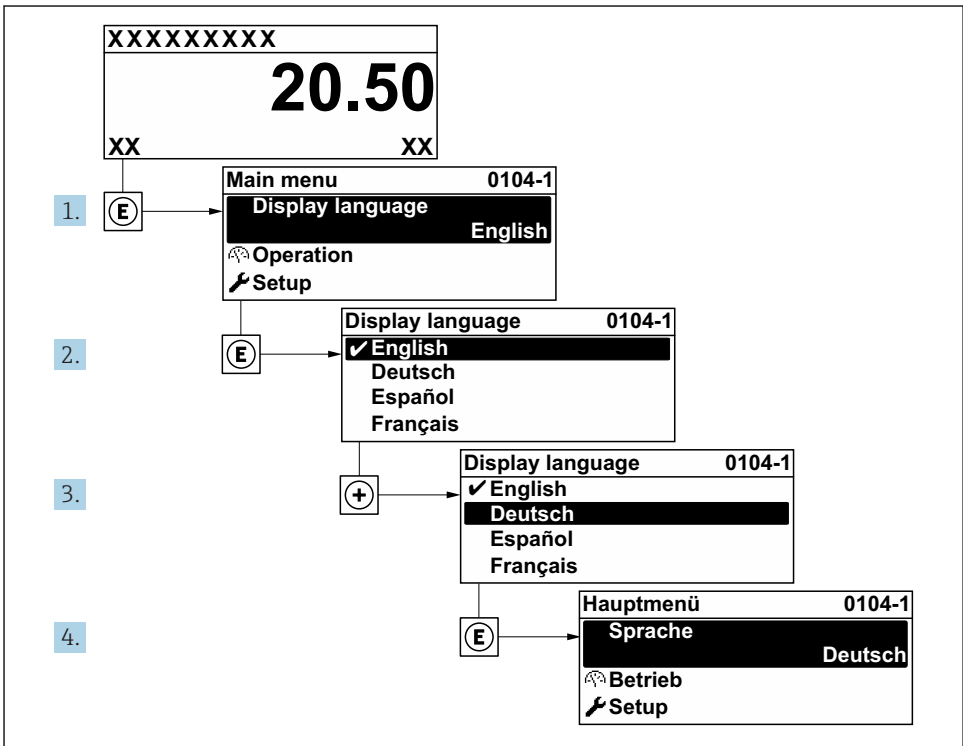 XXXXXXXXX
20.50
XX XX
1. E
Main menu 0104-1
Display language
English
Operation
Setup
2. E
Display language 0104-1
✔ English
Deutsch
Español
Français
3. +
Display language 0104-1
✔ English
Deutsch
Español
Français
4. E
Hauptmenü 0104-1
Sprache
Deutsch
Betrieb
Setup